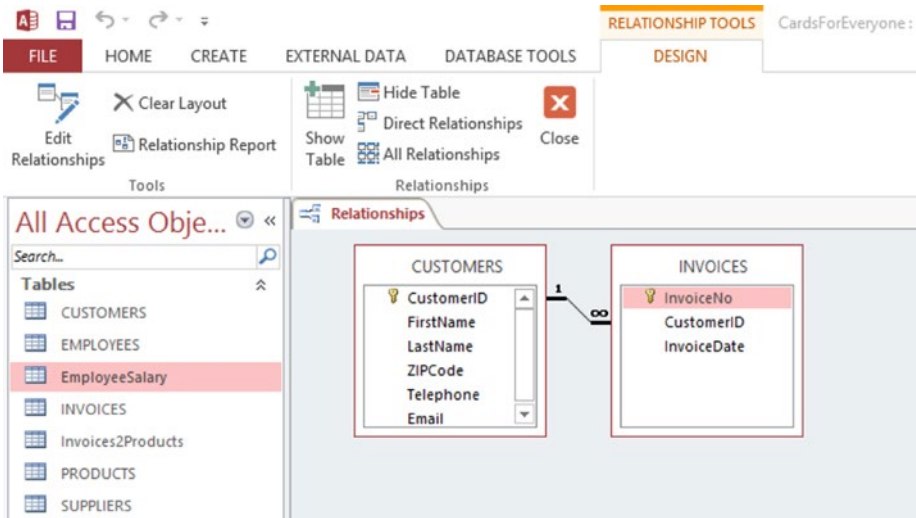 RELATIONSHIP TOOLS CardsForEveryone :
FILE HOME CREATE EXTERNAL DATA DATABASE TOOLS DESIGN
Edit Relationships
Clear Layout
Relationship Report
Tools
Show Table
Hide Table
Direct Relationships
All Relationships
Close
Relationships
All Access Obje...
Search...
Tables
CUSTOMERS
EMPLOYEES
EmployeeSalary
INVOICES
Invoices2Products
PRODUCTS
SUPPLIERS
Relationships
CUSTOMERS
CustomerID
FirstName
LastName
ZIPCode
Telephone
Email
1
∞
INVOICES
InvoiceNo
CustomerID
InvoiceDate